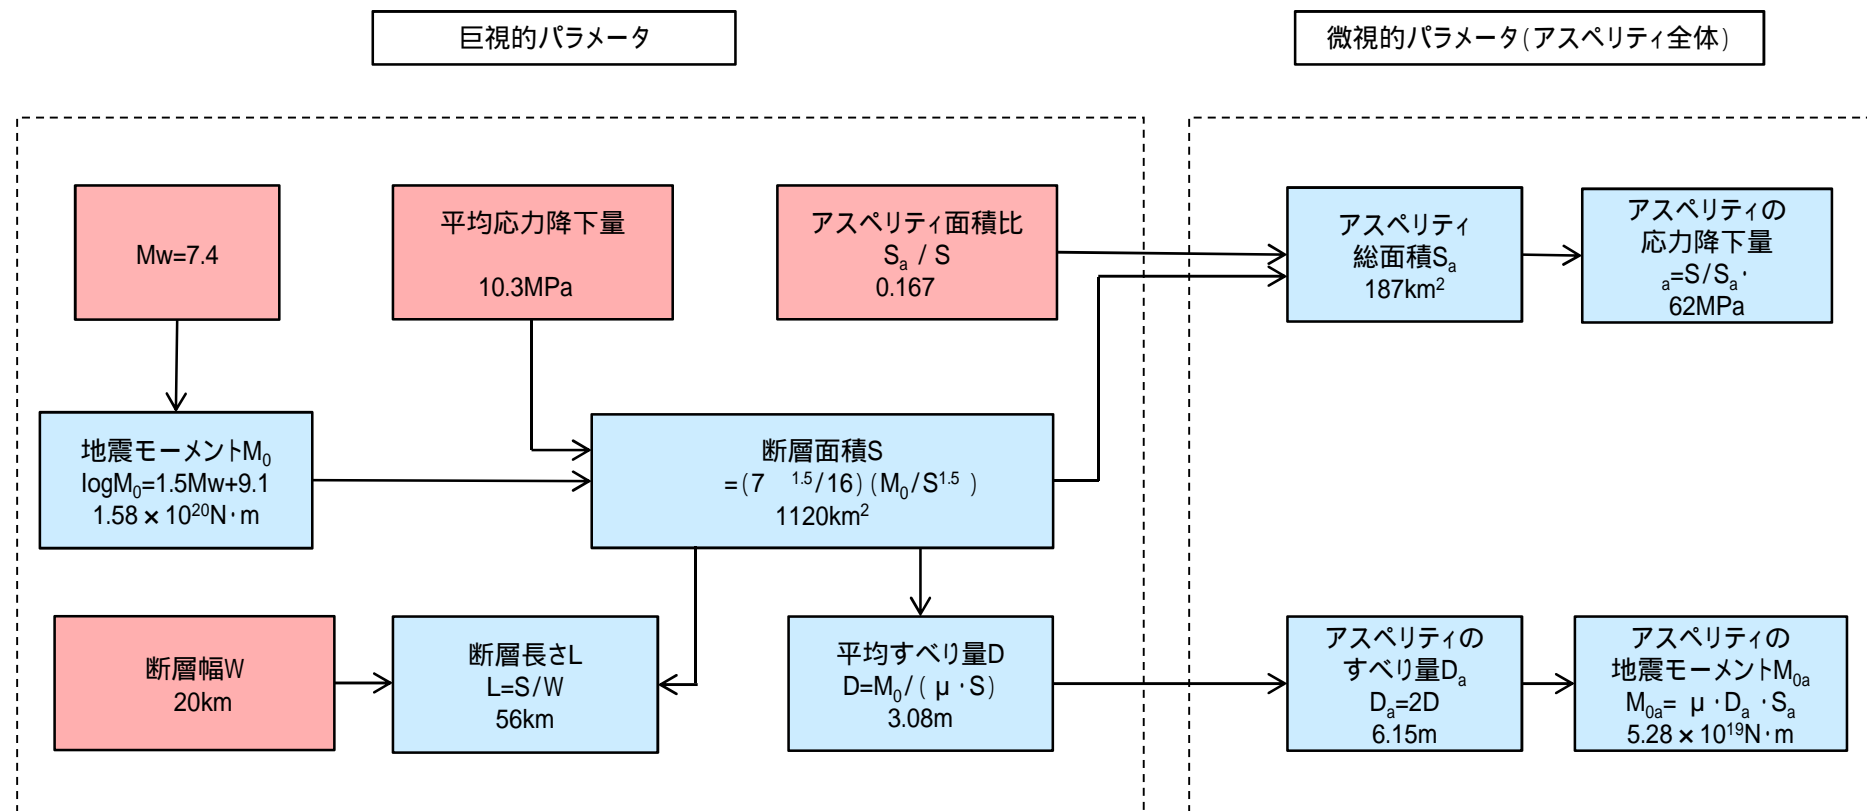 巨視的パラメータ
微視的パラメータ(アスペリティ全体)
Mw=7.4
平均応力降下量
10.3MPa
アスペリティ面積比
Sₐ / S
0.167
アスペリティ
総面積Sₐ
187km²
アスペリティの
応力降下量
ₐ=S/Sₐ・
62MPa
地震モーメントM₀
logM₀=1.5Mw+9.1
1.58×10²⁰N・m
断層面積S
=(7 ¹·⁵/16)(M₀/S¹·⁵ )
1120km²
断層幅W
20km
断層長さL
L=S/W
56km
平均すべり量D
D=M₀/( μ ・S)
3.08m
アスペリティの
すべり量Dₐ
Dₐ=2D
6.15m
アスペリティの
地震モーメントM₀ₐ
M₀ₐ= μ・Dₐ・Sₐ
5.28×10¹⁹N・m